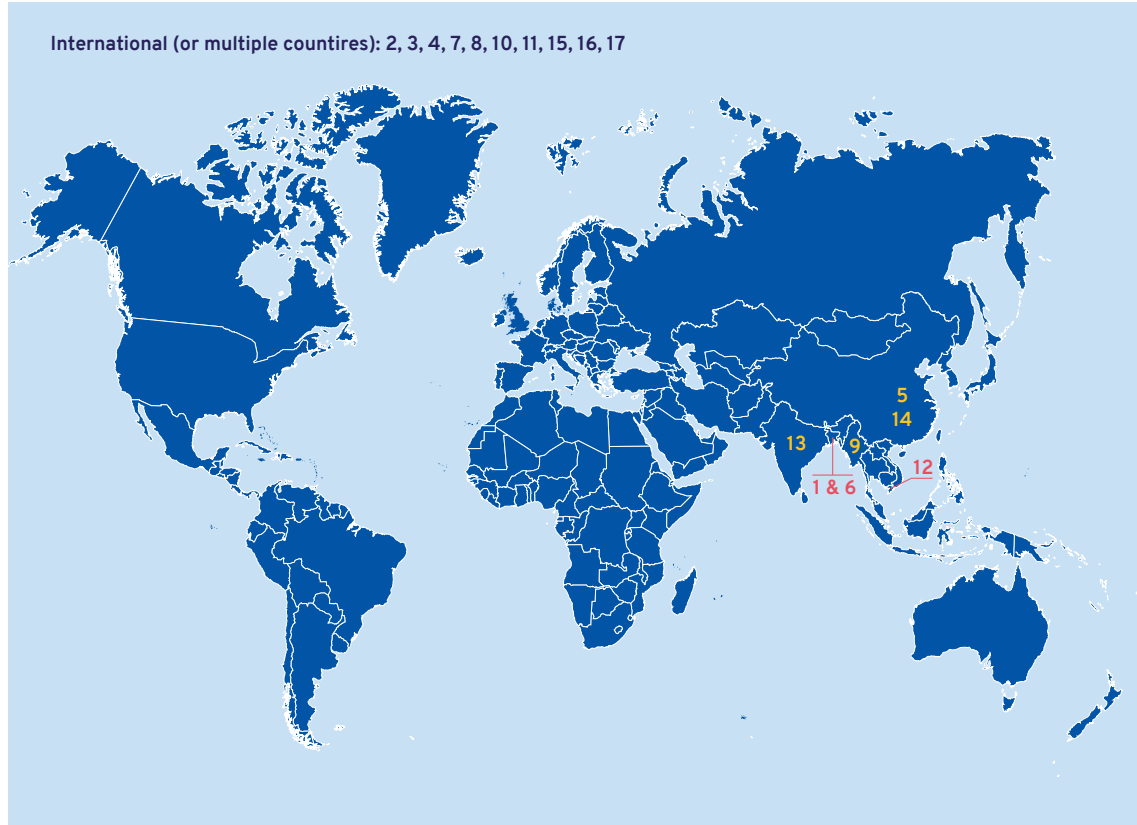 International (or multiple countires): 2, 3, 4, 7, 8, 10, 11, 15, 16, 17
5
14
13
9
12
1 & 6